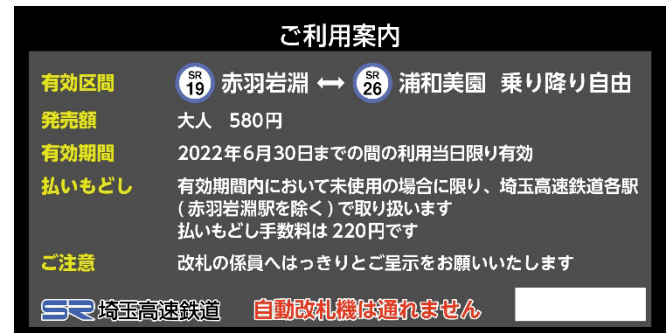 ご利用案内
有効区間 SR 19 赤羽岩淵 ↔ SR 26 浦和美園 乗り降り自由
発売額 大人 580円
有効期間 2022年6月30日までの間の利用当日限り有効
払いもどし 有効期間内において未使用の場合に限り、埼玉高速鉄道各駅
(赤羽岩淵駅を除く)で取り扱います
払いもどし手数料は220円です
ご注意 改札の係員へはっきりとご呈示をお願いいたします
SR 埼玉高速鉄道 自動改札機は通れません